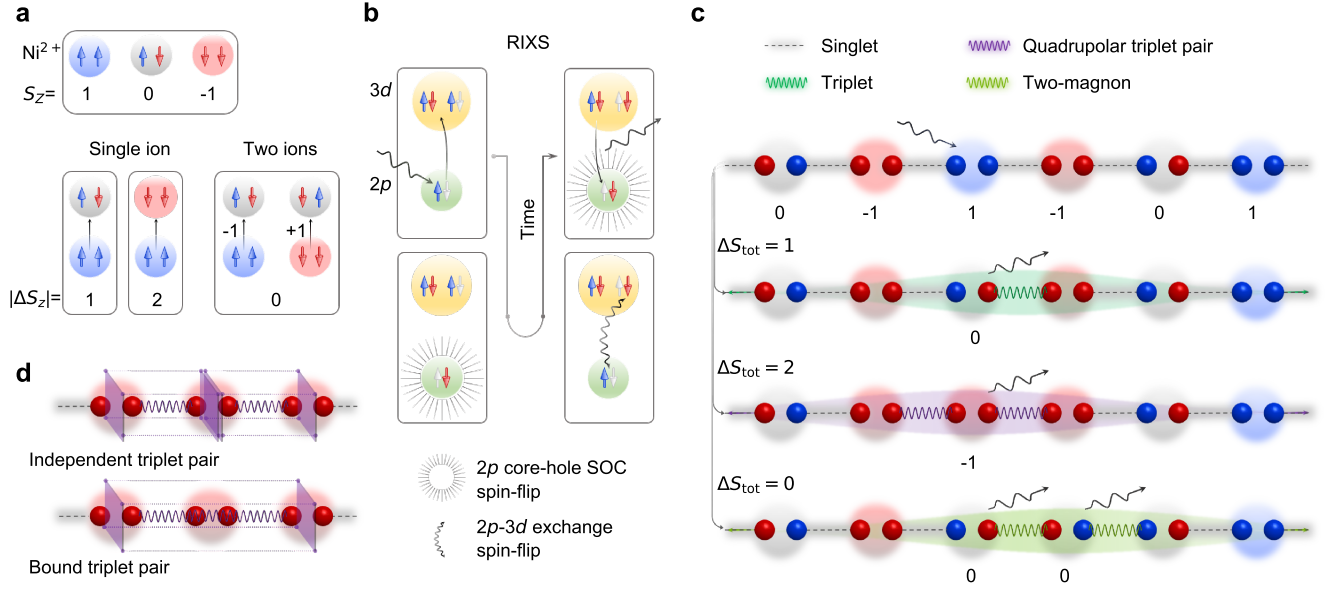 a
Ni2+
SZ= 1 0 -1
Single ion Two ions
-1 +1
|ΔSz|= 1 2 0
b
RIXS
3d
2p
Time
2p core-hole SOC
spin-flip
2p-3d exchange
spin-flip
c
Singlet Quadrupolar triplet pair
Triplet Two-magnon
0 -1 1 -1 0 1
ΔStot = 1
0
ΔStot = 2
-1
ΔStot = 0
0 0
d
Independent triplet pair
Bound triplet pair